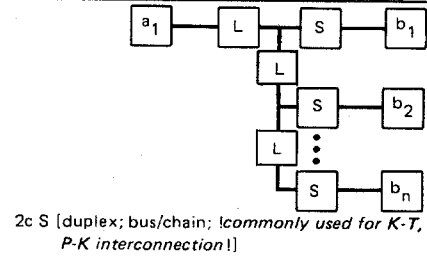 a1 L S b1
L
S b2
L
S bn
2c S [duplex; bus/chain; !commonly used for K-T,
P-K interconnection!]